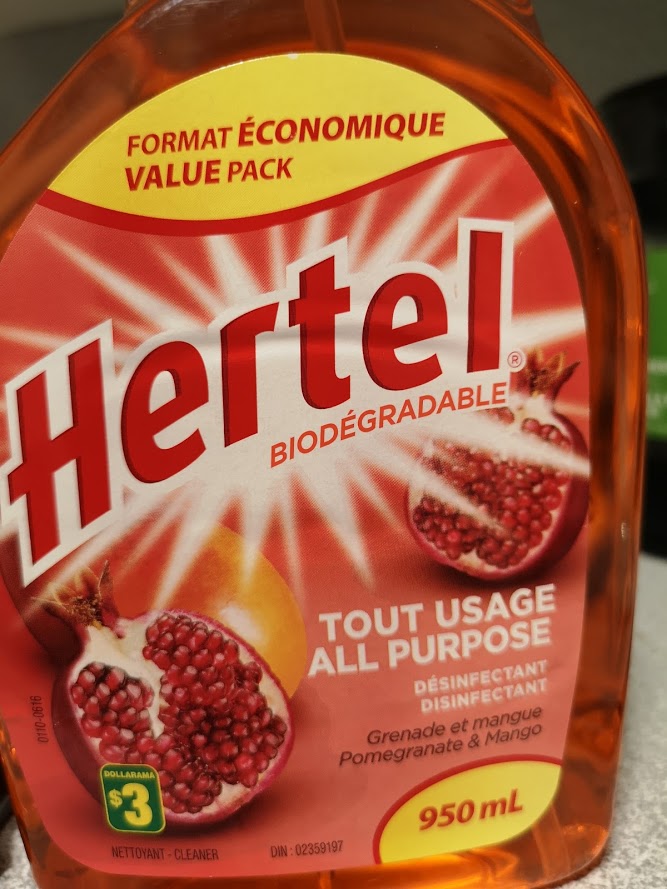 FORMAT ÉCONOMIQUE
VALUE PACK
Hertel®
BIODÉGRADABLE
TOUT USAGE
ALL PURPOSE
DÉSINFECTANT
DISINFECTANT
Grenade et mangue
Pomegranate & Mango
0110-0616
DOLLARAMA
$3
950 mL
NETTOYANT - CLEANER
DIN : 02359197